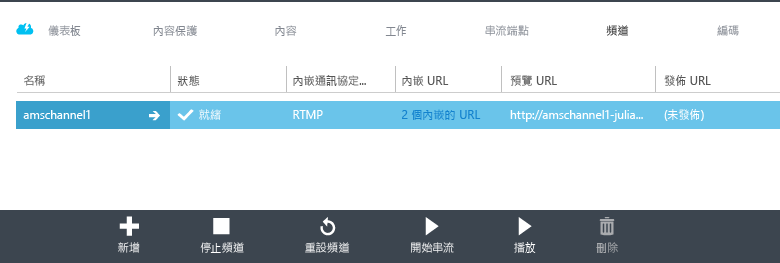 儀表板 內容保護 內容 工作 串流端點 頻道 編碼
名稱 狀態 內嵌通訊協定... 內嵌 URL 預覽 URL 發佈 URL
amschannel1 就緒 RTMP 2 個內嵌的 URL http://amschannel1-julia... (未發佈)
新增 停止頻道 重設頻道 開始串流 播放 刪除